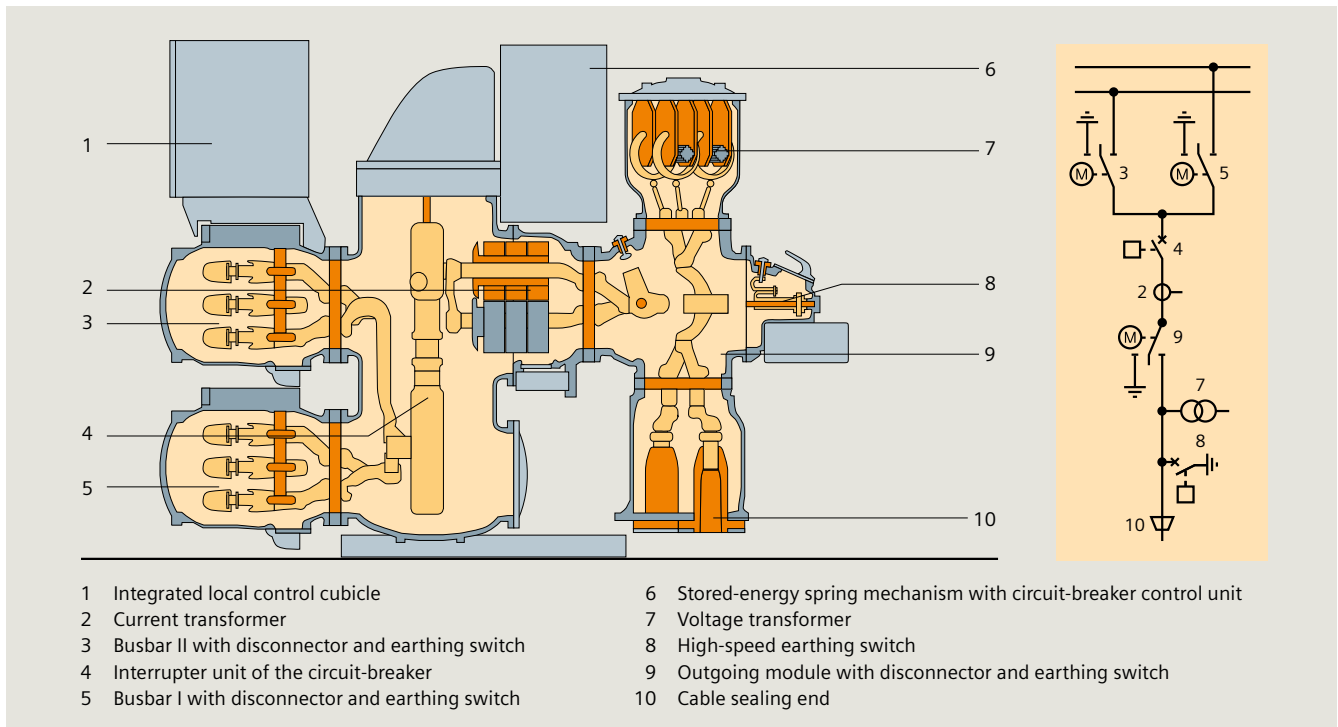 1
2
3
4
5
6
7
8
9
10
M
3
M
5
4
2
M
9
7
8
10
1 Integrated local control cubicle
2 Current transformer
3 Busbar II with disconnector and earthing switch
4 Interrupter unit of the circuit-breaker
5 Busbar I with disconnector and earthing switch
6 Stored-energy spring mechanism with circuit-breaker control unit
7 Voltage transformer
8 High-speed earthing switch
9 Outgoing module with disconnector and earthing switch
10 Cable sealing end